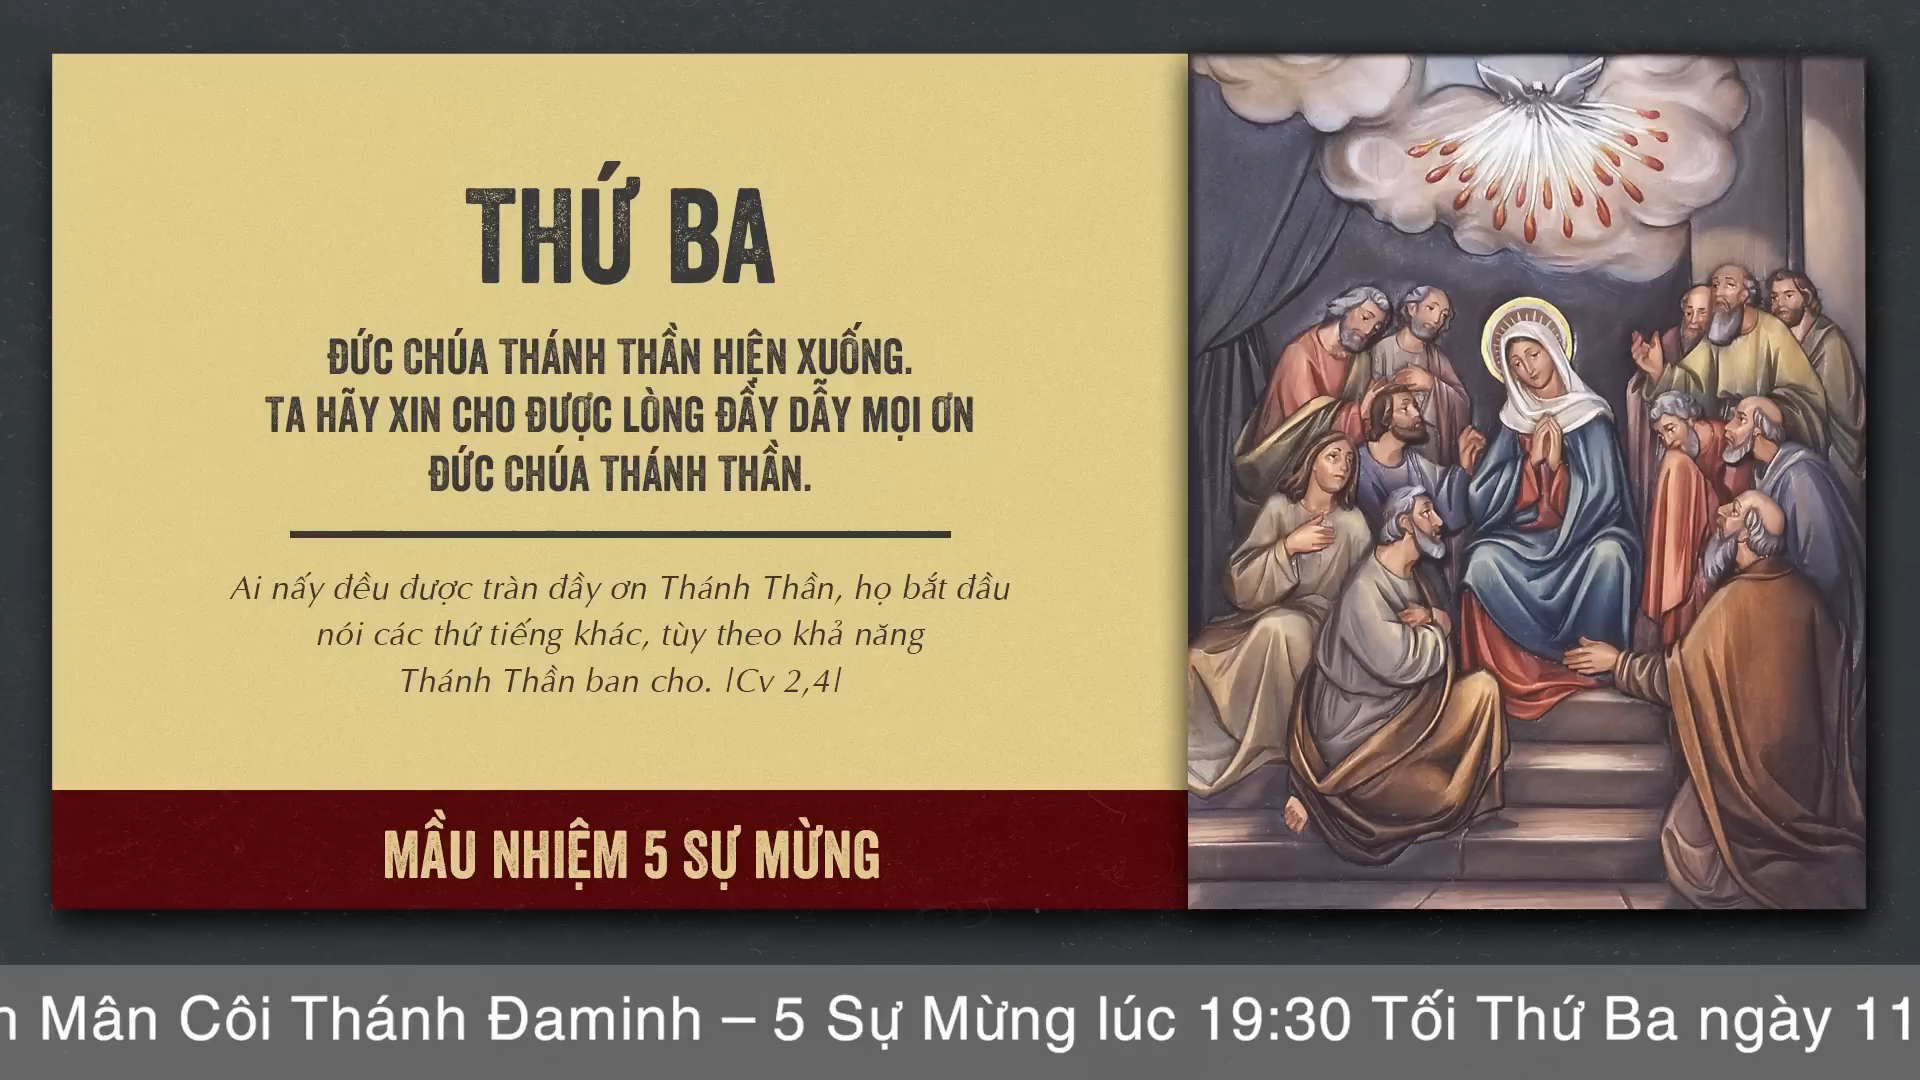 THỨ BA
ĐỨC CHÚA THÁNH THẦN HIỆN XUỐNG.
TA HÃY XIN CHO ĐƯỢC LÒNG ĐẦY DẪY MỌI ƠN
ĐỨC CHÚA THÁNH THẦN.
Ai nấy đều được tràn đầy ơn Thánh Thần, họ bắt đầu
nói các thứ tiếng khác, tùy theo khả năng
Thánh Thần ban cho. |Cv 2,4|
MẦU NHIỆM 5 SỰ MỪNG
n Mân Côi Thánh Đaminh – 5 Sự Mừng lúc 19:30 Tối Thứ Ba ngày 11